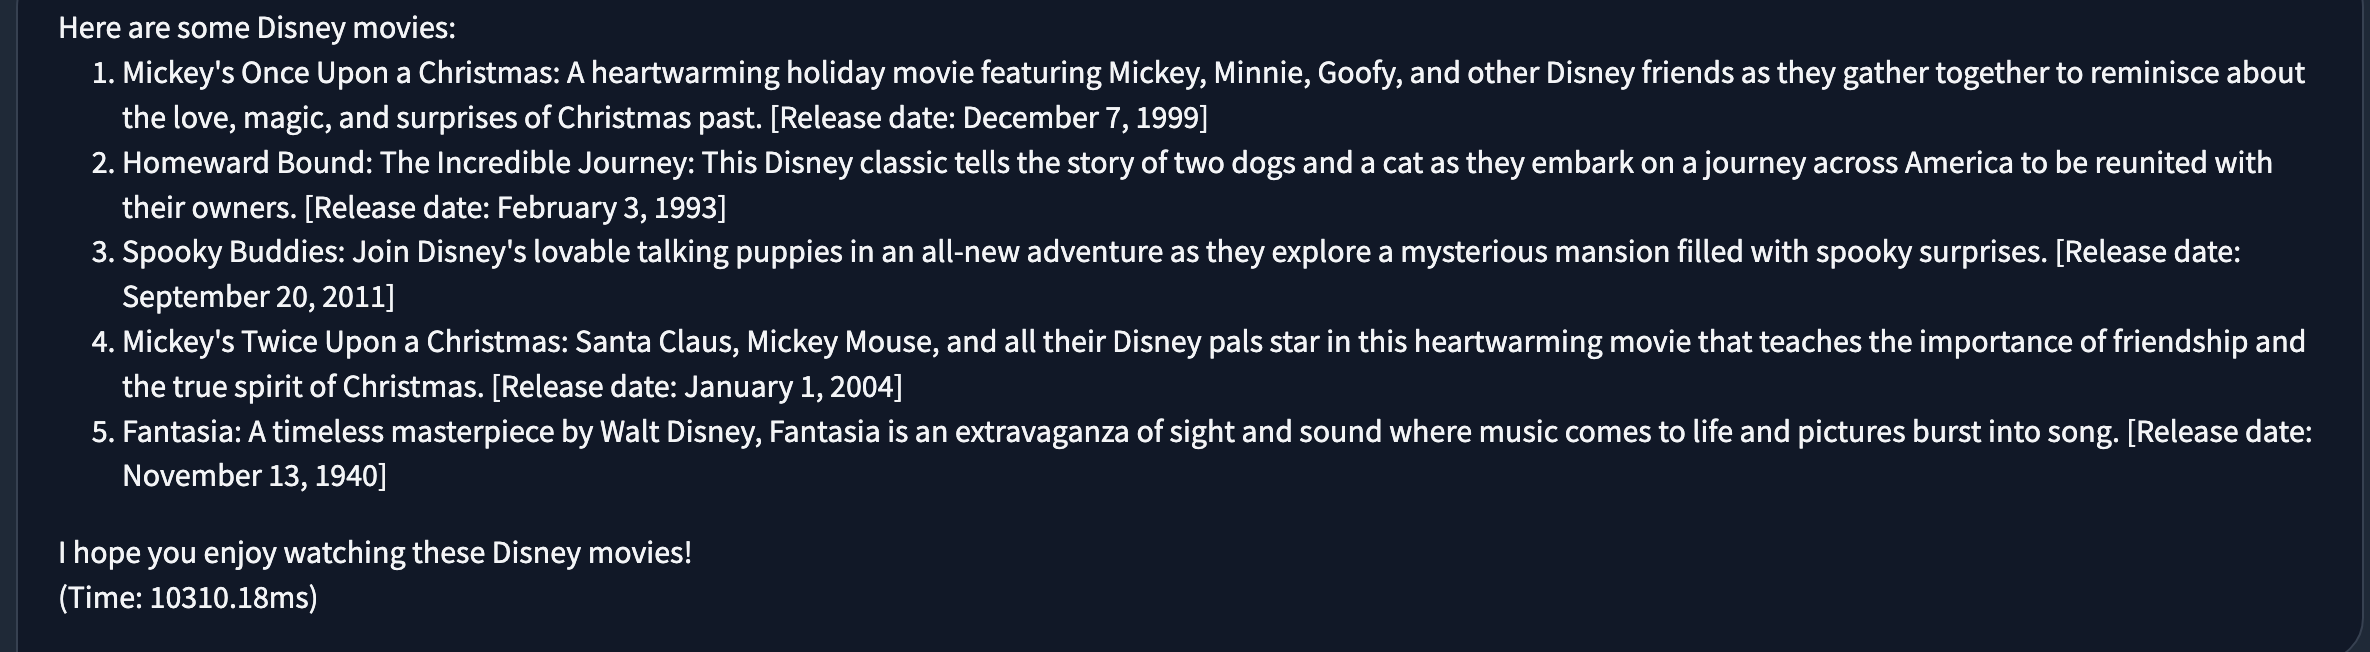 Here are some Disney movies:
1. Mickey's Once Upon a Christmas: A heartwarming holiday movie featuring Mickey, Minnie, Goofy, and other Disney friends as they gather together to reminisce about
the love, magic, and surprises of Christmas past. [Release date: December 7, 1999]
2. Homeward Bound: The Incredible Journey: This Disney classic tells the story of two dogs and a cat as they embark on a journey across America to be reunited with
their owners. [Release date: February 3, 1993]
3. Spooky Buddies: Join Disney's lovable talking puppies in an all-new adventure as they explore a mysterious mansion filled with spooky surprises. [Release date:
September 20, 2011]
4. Mickey's Twice Upon a Christmas: Santa Claus, Mickey Mouse, and all their Disney pals star in this heartwarming movie that teaches the importance of friendship and
the true spirit of Christmas. [Release date: January 1, 2004]
5. Fantasia: A timeless masterpiece by Walt Disney, Fantasia is an extravaganza of sight and sound where music comes to life and pictures burst into song. [Release date:
November 13, 1940]
I hope you enjoy watching these Disney movies!
(Time: 10310.18ms)